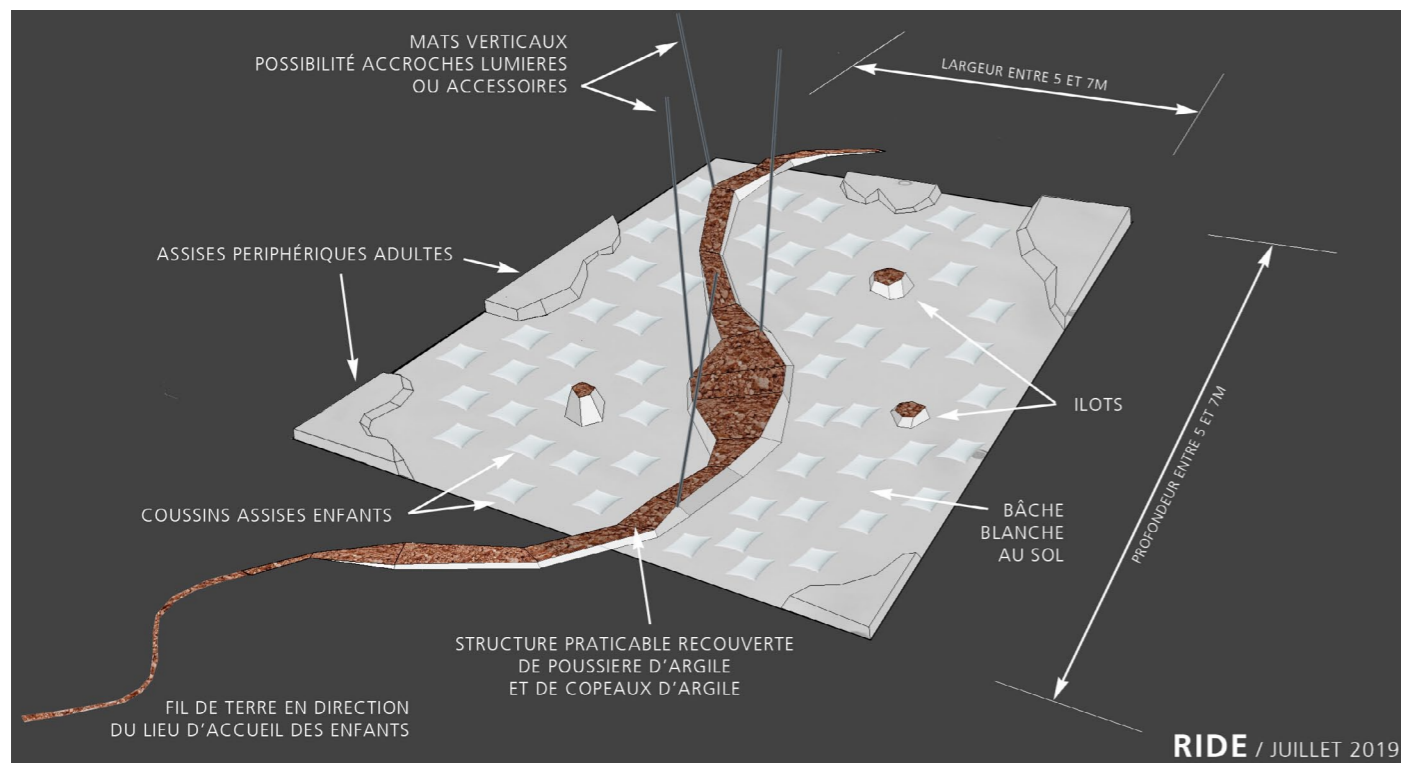 MATS VERTICAUX
POSSIBILITÉ ACCROCHES LUMIERES
OU ACCESSOIRES
LARGEUR ENTRE 5 ET 7M
ASSISES PERIPHÉRIQUES ADULTES
ILOTS
PROFONDEUR ENTRE 5 ET 7M
COUSSINS ASSISES ENFANTS
BÂCHE
BLANCHE
AU SOL
STRUCTURE PRATICABLE RECOUVERTE
DE POUSSIERE D'ARGILE
ET DE COPEAUX D'ARGILE
FIL DE TERRE EN DIRECTION
DU LIEU D'ACCUEIL DES ENFANTS
RIDE / JUILLET 2019